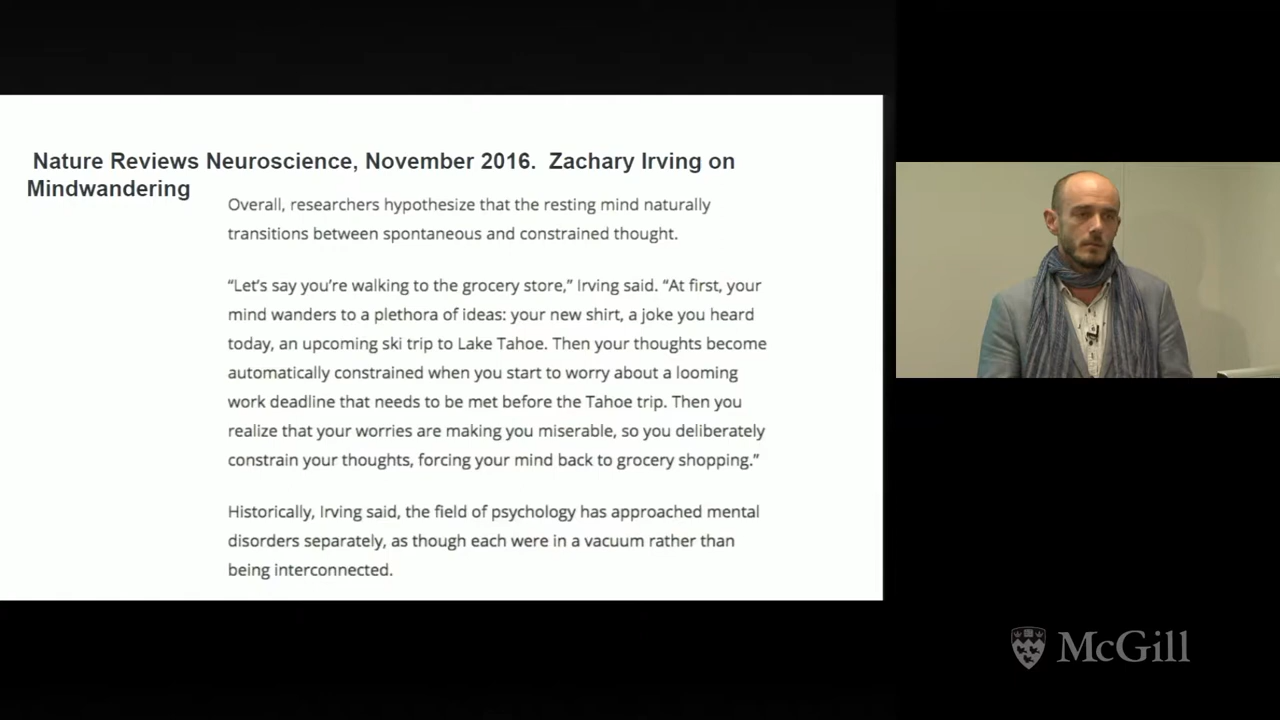 Nature Reviews Neuroscience, November 2016.  Zachary Irving on
Mindwandering
Overall, researchers hypothesize that the resting mind naturally
transitions between spontaneous and constrained thought.
“Let’s say you’re walking to the grocery store,” Irving said. “At first, your
mind wanders to a plethora of ideas: your new shirt, a joke you heard
today, an upcoming ski trip to Lake Tahoe. Then your thoughts become
automatically constrained when you start to worry about a looming
work deadline that needs to be met before the Tahoe trip. Then you
realize that your worries are making you miserable, so you deliberately
constrain your thoughts, forcing your mind back to grocery shopping.”
Historically, Irving said, the field of psychology has approached mental
disorders separately, as though each were in a vacuum rather than
being interconnected.
McGill